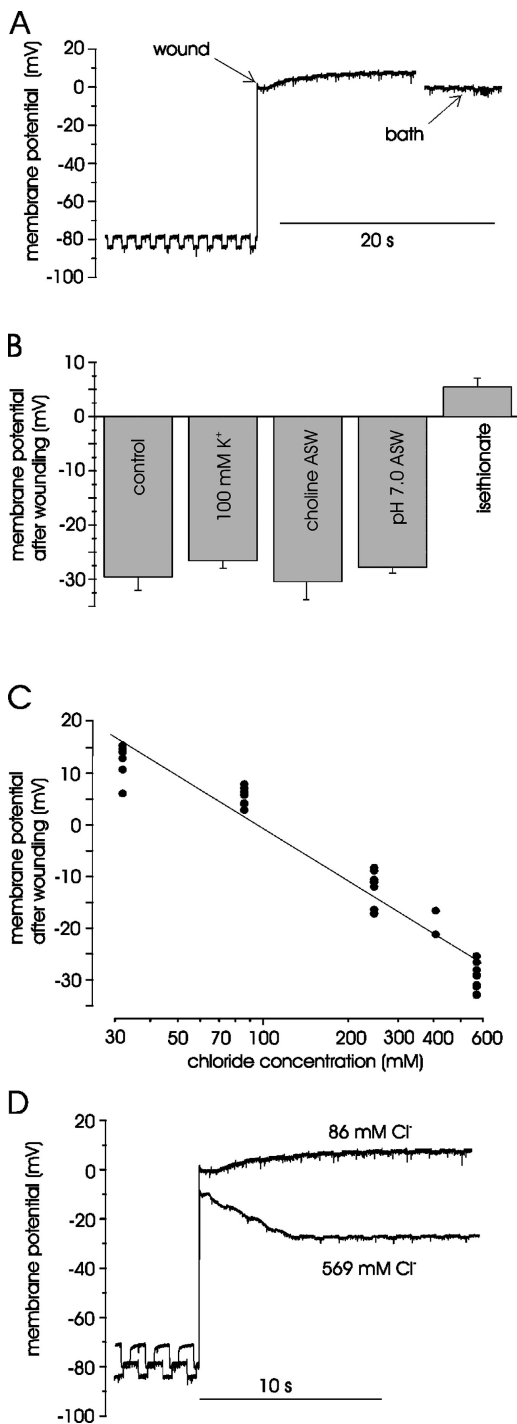 A
membrane potential (mV)
20
0
-20
-40
-60
-80
-100
wound
bath
20 s
B
membrane potential
after wounding (mV)
10
0
-10
-20
-30
control
100 mM K+
choline ASW
pH 7.0 ASW
isethionate
C
membrane potential
after wounding (mV)
20
10
0
-10
-20
-30
30 50 70 100 200 300 400 600
chloride concentration (mM)
D
membrane potential (mV)
20
0
-20
-40
-60
-80
-100
86 mM Cl-
569 mM Cl-
10 s